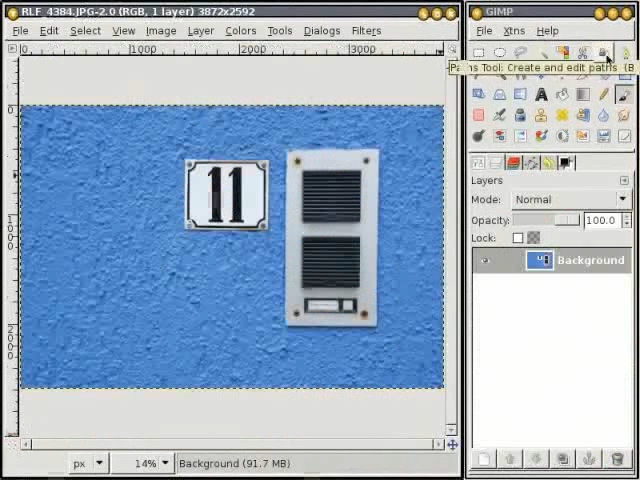 RLF_4384.JPG-2.0 (RGB, 1 layer) 3872x2592
File Edit Select View Image Layer Colors Tools Dialogs Filters
0 1000 2000 3000
0
11
px 14% Background (91.7 MB)
GIMP
File Xtns Help
Paths Tool: Create and edit paths (B
Layers
Mode: Normal
Opacity: 100.0
Lock:
Background